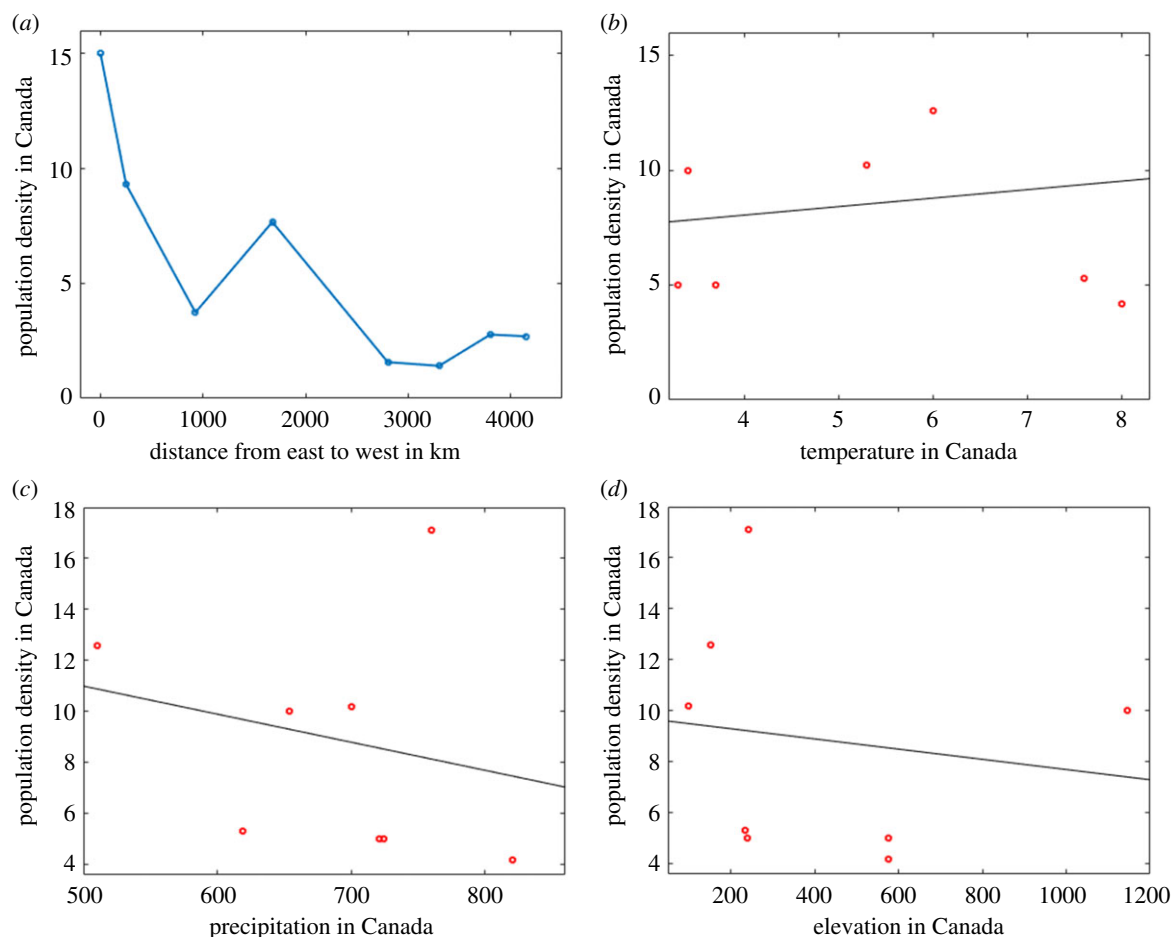 (a)
15
10
5
0
population density in Canada
0 1000 2000 3000 4000
distance from east to west in km
(b)
15
10
5
0
population density in Canada
4 5 6 7 8
temperature in Canada
(c)
18
16
14
12
10
8
6
4
population density in Canada
500 600 700 800
precipitation in Canada
(d)
18
16
14
12
10
8
6
4
population density in Canada
200 400 600 800 1000 1200
elevation in Canada